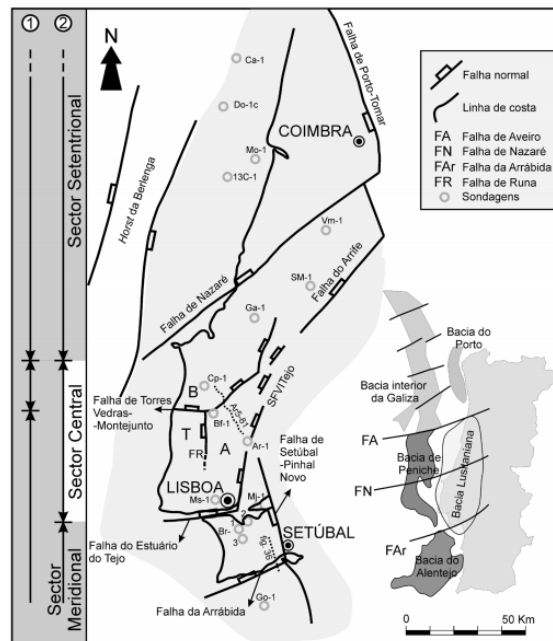 1
2
N
Sector Setentrional
Sector Central
Sector
Meridional
Horst da Berlenga
Ca-1
Do-1c
Mo-1
13C-1
COIMBRA
Falha de Porto-Tomar
Vm-1
SM-1
Falha de Nazaré
Falha do Arrife
Ga-1
Cp-1
B
Falha de Torres
Vedras-
Montejunto
Ar5-81
SFVITejo
Bf-1
T
A
FR
Ar-1
Falha de
Setúbal
-Pinhal
Novo
LISBOA
Ms-1
Mj-1
Br-
1
2
3
SETÚBAL
fig. 36
Falha do Estuário
do Tejo
Falha da Arrábida
Go-1
Falha normal
Linha de costa
FA Falha de Aveiro
FN Falha de Nazaré
FAr Falha da Arrábida
FR Falha de Runa
Sondagens
Bacia do
Porto
Bacia interior
da Galiza
FA
Bacia de
Peniche
Bacia Lusitaniana
FN
FAr
Bacia do
Alentejo
0
50 Km